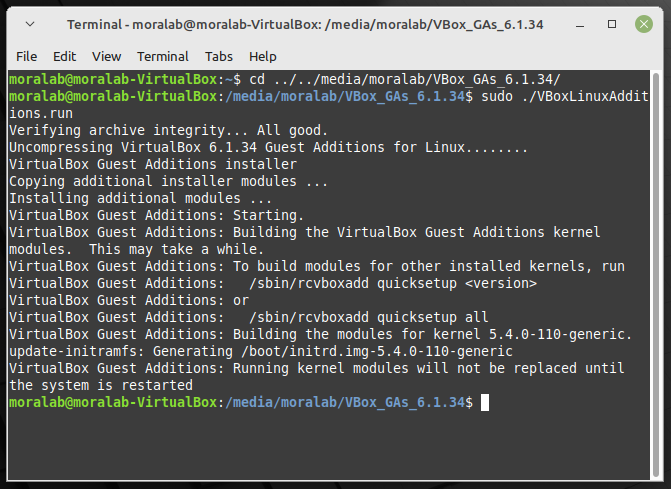 Terminal - moralab@moralab-VirtualBox: /media/moralab/VBox_GAs_6.1.34
File Edit View Terminal Tabs Help
moralab@moralab-VirtualBox:~$ cd ../../media/moralab/VBox_GAs_6.1.34/
moralab@moralab-VirtualBox:/media/moralab/VBox_GAs_6.1.34$ sudo ./VBoxLinuxAddit
ions.run
Verifying archive integrity... All good.
Uncompressing VirtualBox 6.1.34 Guest Additions for Linux........
VirtualBox Guest Additions installer
Copying additional installer modules ...
Installing additional modules ...
VirtualBox Guest Additions: Starting.
VirtualBox Guest Additions: Building the VirtualBox Guest Additions kernel
modules.  This may take a while.
VirtualBox Guest Additions: To build modules for other installed kernels, run
VirtualBox Guest Additions:   /sbin/rcvboxadd quicksetup <version>
VirtualBox Guest Additions: or
VirtualBox Guest Additions:   /sbin/rcvboxadd quicksetup all
VirtualBox Guest Additions: Building the modules for kernel 5.4.0-110-generic.
update-initramfs: Generating /boot/initrd.img-5.4.0-110-generic
VirtualBox Guest Additions: Running kernel modules will not be replaced until
the system is restarted
moralab@moralab-VirtualBox:/media/moralab/VBox_GAs_6.1.34$